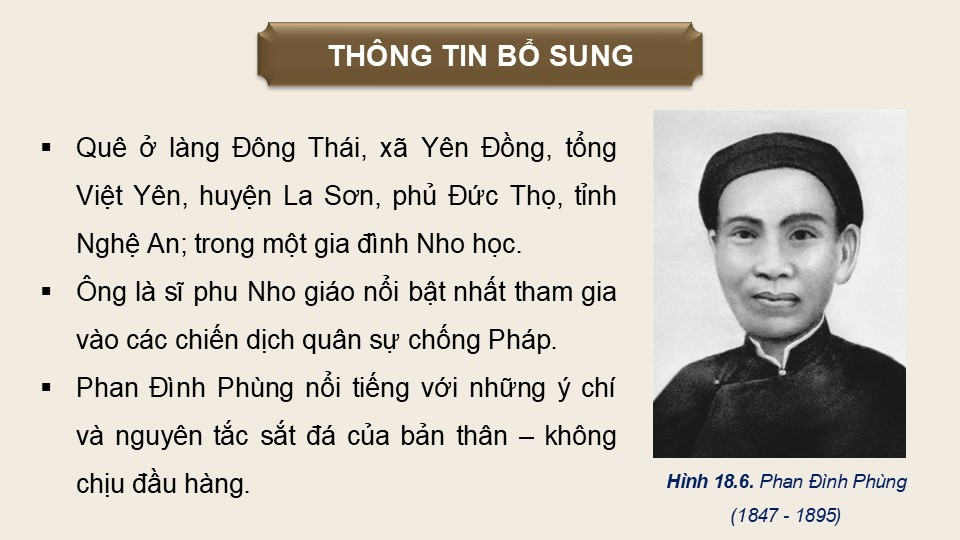 THÔNG TIN BỔ SUNG
▪ Quê ở làng Đông Thái, xã Yên Đồng, tổng
Việt Yên, huyện La Sơn, phủ Đức Thọ, tỉnh
Nghệ An; trong một gia đình Nho học.
▪ Ông là sĩ phu Nho giáo nổi bật nhất tham gia
vào các chiến dịch quân sự chống Pháp.
▪ Phan Đình Phùng nổi tiếng với những ý chí
và nguyên tắc sắt đá của bản thân – không
chịu đầu hàng.
Hình 18.6. Phan Đình Phùng
(1847 - 1895)